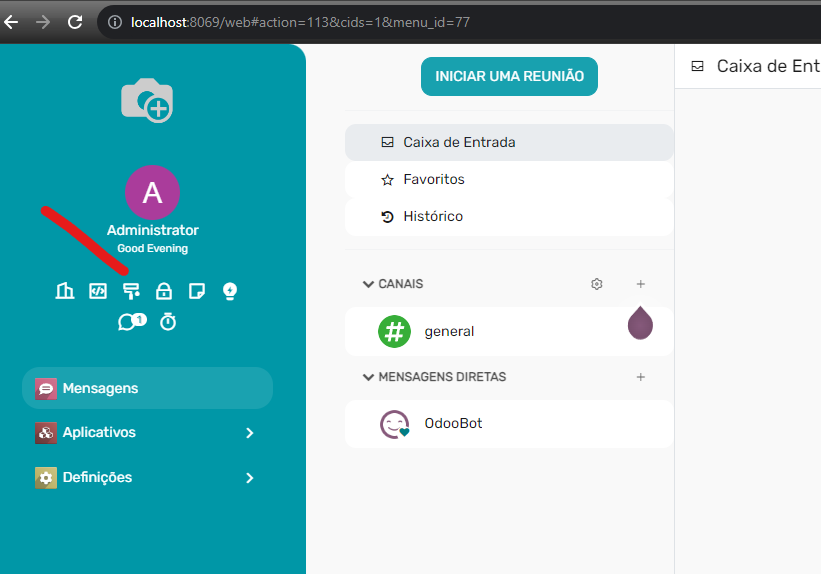 localhost:8069/web#action=113&cids=1&menu_id=77
A
Administrator
Good Evening
1
Mensagens
Aplicativos
Definições
INICIAR UMA REUNIÃO
Caixa de Entrada
Favoritos
Histórico
CANAIS
general
MENSAGENS DIRETAS
OdooBot
Caixa de Ent